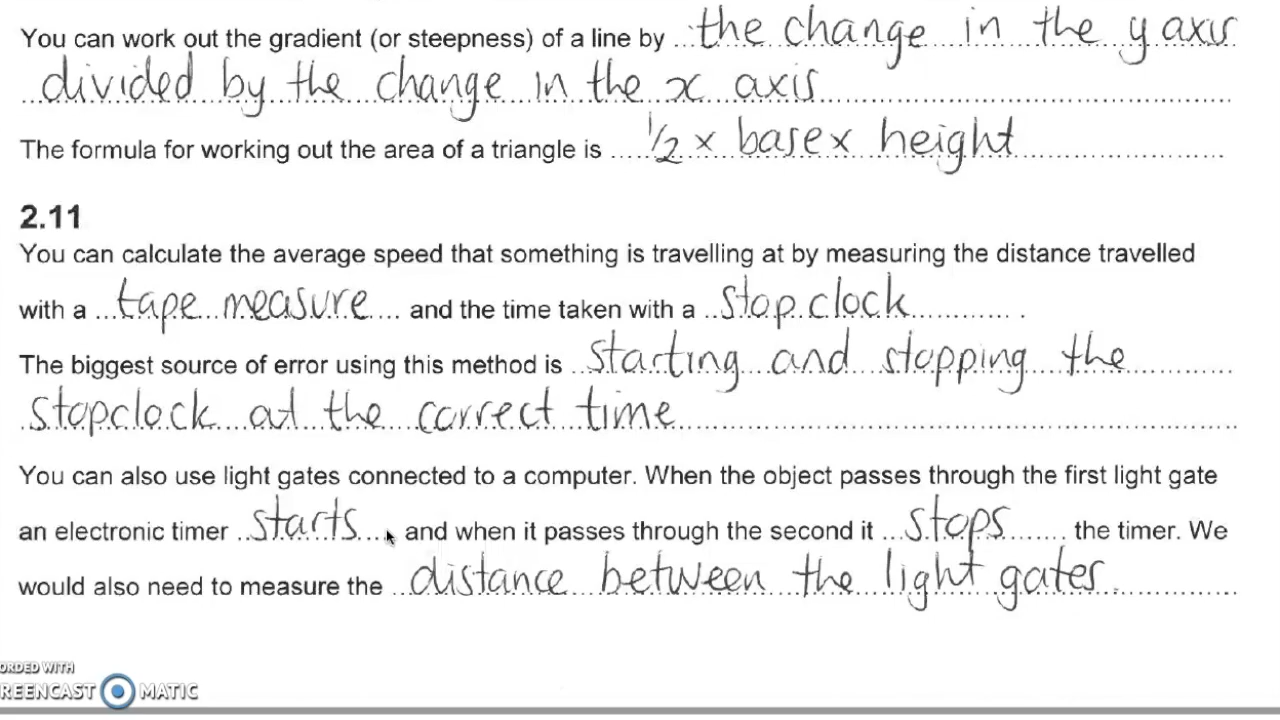 You can work out the gradient (or steepness) of a line by the change in the y axis
divided by the change in the x axis
The formula for working out the area of a triangle is 1/2 x base x height
2.11
You can calculate the average speed that something is travelling at by measuring the distance travelled
with a tape measure and the time taken with a stopclock .
The biggest source of error using this method is starting and stopping the
stopclock at the correct time
You can also use light gates connected to a computer. When the object passes through the first light gate
an electronic timer starts and when it passes through the second it stops the timer. We
would also need to measure the distance between the light gates.
ORDED WITH
REENCAST MATIC